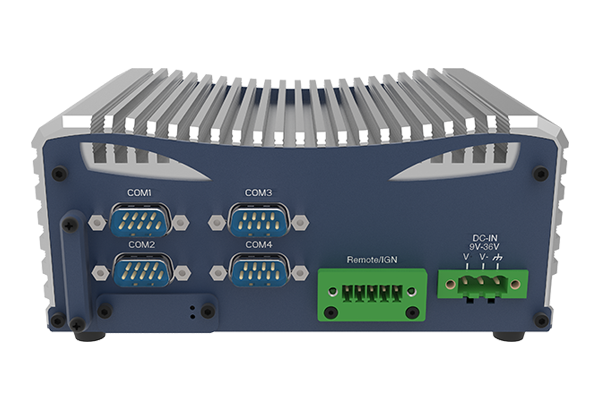 COM1
COM3
COM2
COM4
Remote/IGN
DC-IN
9V-36V
V V-